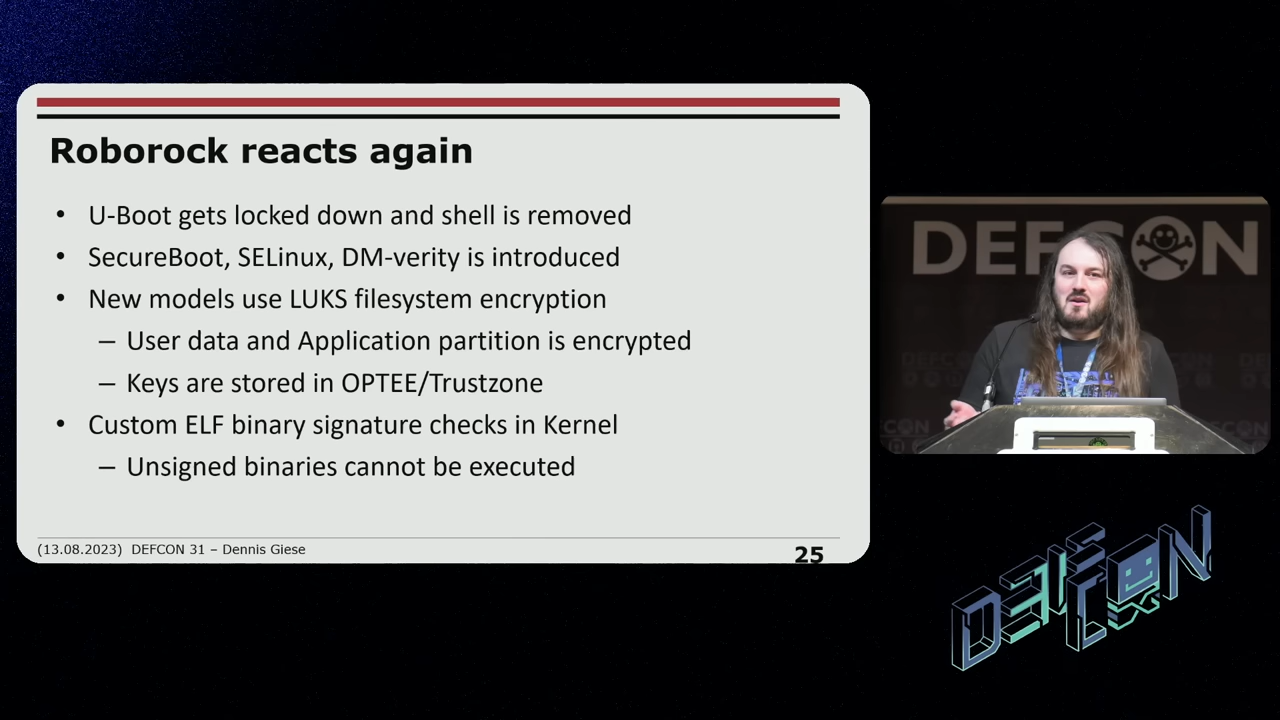 Roborock reacts again
• U-Boot gets locked down and shell is removed
• SecureBoot, SELinux, DM-verity is introduced
• New models use LUKS filesystem encryption
– User data and Application partition is encrypted
– Keys are stored in OPTEE/Trustzone
• Custom ELF binary signature checks in Kernel
– Unsigned binaries cannot be executed
(13.08.2023) DEFCON 31 – Dennis Giese
25
DEFCON
DEF
CON